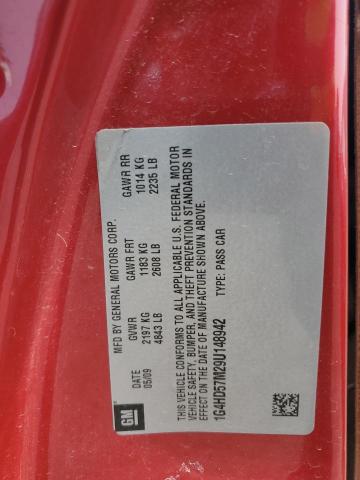 MFD BY GENERAL MOTORS CORP.
DATE GVWR GAWR FRT GAWR RR
05/09 2197 KG 1183 KG 1014 KG
4843 LB 2608 LB 2235 LB
GM
THIS VEHICLE CONFORMS TO ALL APPLICABLE U.S. FEDERAL MOTOR
VEHICLE SAFETY, BUMPER, AND THEFT PREVENTION STANDARDS IN
EFFECT ON THE DATE OF MANUFACTURE SHOWN ABOVE.
1G4HD57M29U148942 TYPE: PASS CAR